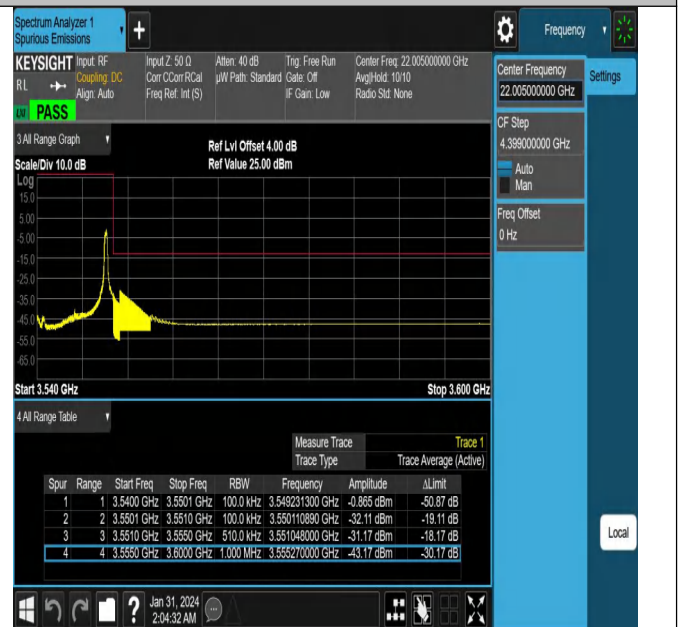 Spectrum Analyzer 1
Spurious Emissions
+
Frequency
KEYSIGHT Input: RF Input Z: 50 Ω Atten: 40 dB Trig: Free Run Center Freq: 22.005000000 GHz
RL Coupling: DC Corr CCorr RCal µW Path: Standard Gate: Off Avg|Hold: 10/10
Align: Auto Freq Ref: Int (S) IF Gain: Low Radio Std: None
LXI PASS
Center Frequency
22.005000000 GHz
Settings
CF Step
4.399000000 GHz
Auto
Man
Freq Offset
0 Hz
3 All Range Graph
Ref Lvl Offset 4.00 dB
Scale/Div 10.0 dB Ref Value 25.00 dBm
Log
15.0
5.00
-5.00
-15.0
-25.0
-35.0
-45.0
-55.0
-65.0
Start 3.540 GHz Stop 3.600 GHz
4 All Range Table
Measure Trace Trace 1
Trace Type Trace Average (Active)
Spur Range Start Freq Stop Freq RBW Frequency Amplitude ΔLimit
1 1 3.5400 GHz 3.5501 GHz 100.0 kHz 3.549231300 GHz -0.865 dBm -50.87 dB
2 2 3.5501 GHz 3.5510 GHz 100.0 kHz 3.550110890 GHz -32.11 dBm -19.11 dB
3 3 3.5510 GHz 3.5550 GHz 510.0 kHz 3.551048000 GHz -31.17 dBm -18.17 dB
4 4 3.5550 GHz 3.6000 GHz 1.000 MHz 3.555270000 GHz -43.17 dBm -30.17 dB
Local
? Jan 31, 2024
2:04:32 AM